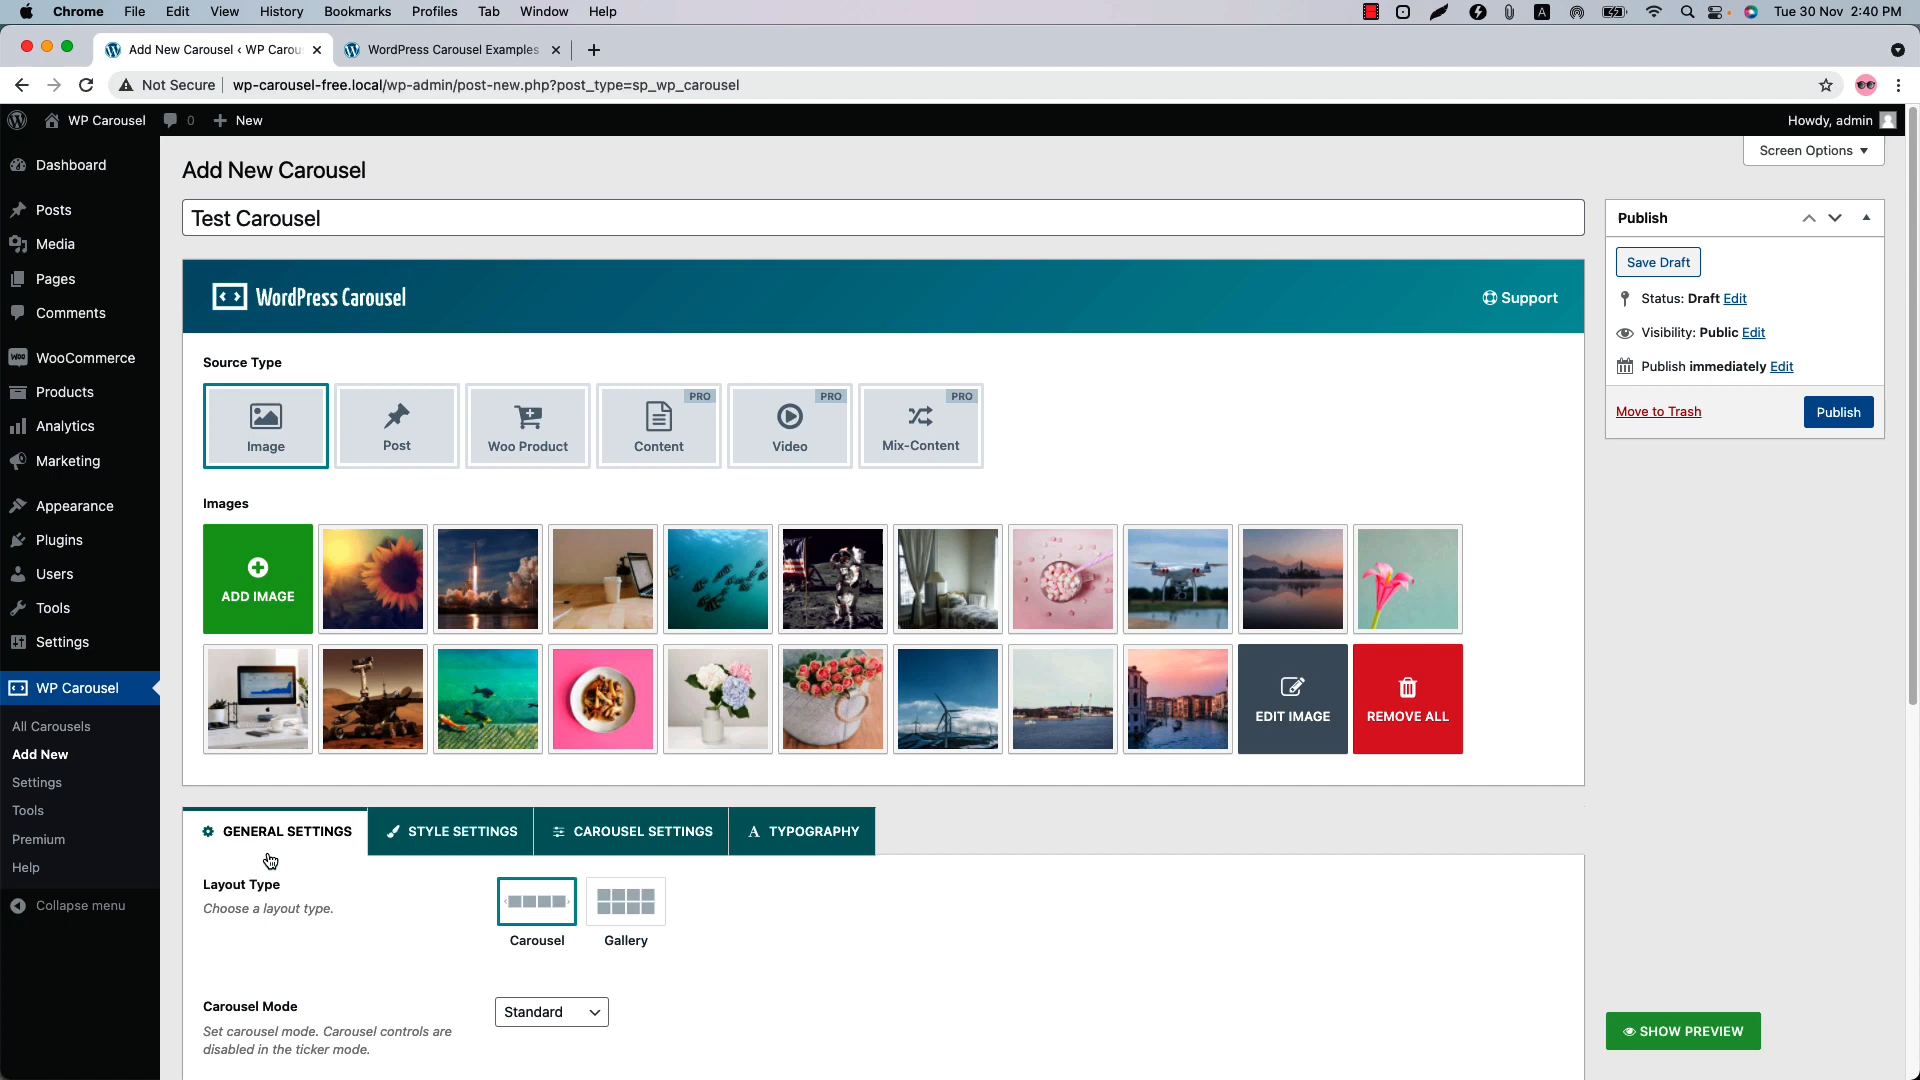 Chrome File Edit View History Bookmarks Profiles Tab Window Help
A
Tue 30 Nov 2:40 PM
Add New Carousel ‹ WP Carou
WordPress Carousel Examples
Not Secure
wp-carousel-free.local/wp-admin/post-new.php?post_type=sp_wp_carousel
WP Carousel 0 New
Howdy, admin
Screen Options
Dashboard
Posts
Media
Pages
Comments
WooCommerce
Products
Analytics
Marketing
Appearance
Plugins
Users
Tools
Settings
WP Carousel
All Carousels
Add New
Settings
Tools
Premium
Help
Collapse menu
Add New Carousel
Test Carousel
WordPress Carousel
Support
Source Type
Image
Post
Woo Product
PRO
Content
PRO
Video
PRO
Mix-Content
Images
ADD IMAGE
EDIT IMAGE
REMOVE ALL
GENERAL SETTINGS
STYLE SETTINGS
CAROUSEL SETTINGS
A TYPOGRAPHY
Layout Type
Choose a layout type.
Carousel
Gallery
Carousel Mode
Set carousel mode. Carousel controls are
disabled in the ticker mode.
Standard
Publish
Save Draft
Status: Draft Edit
Visibility: Public Edit
Publish immediately Edit
Move to Trash
Publish
SHOW PREVIEW